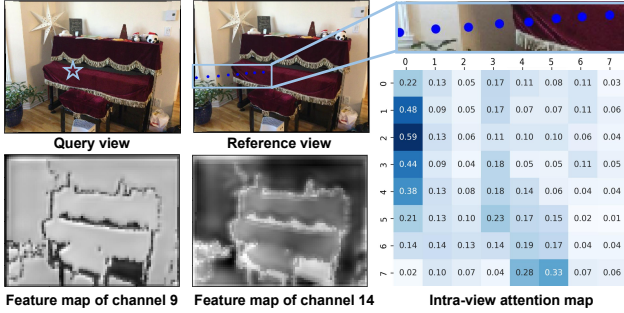 Query view
Reference view
0 1 2 3 4 5 6 7
0 0.22 0.13 0.05 0.17 0.11 0.08 0.11 0.03
1 0.48 0.09 0.05 0.17 0.07 0.07 0.11 0.06
2 0.59 0.13 0.06 0.11 0.10 0.10 0.06 0.04
3 0.44 0.09 0.04 0.18 0.05 0.05 0.11 0.05
4 0.38 0.13 0.08 0.18 0.14 0.06 0.04 0.04
5 0.21 0.13 0.10 0.23 0.17 0.15 0.02 0.01
6 0.14 0.14 0.13 0.14 0.19 0.17 0.04 0.04
7 0.02 0.10 0.07 0.04 0.28 0.33 0.07 0.06
Feature map of channel 9
Feature map of channel 14
Intra-view attention map